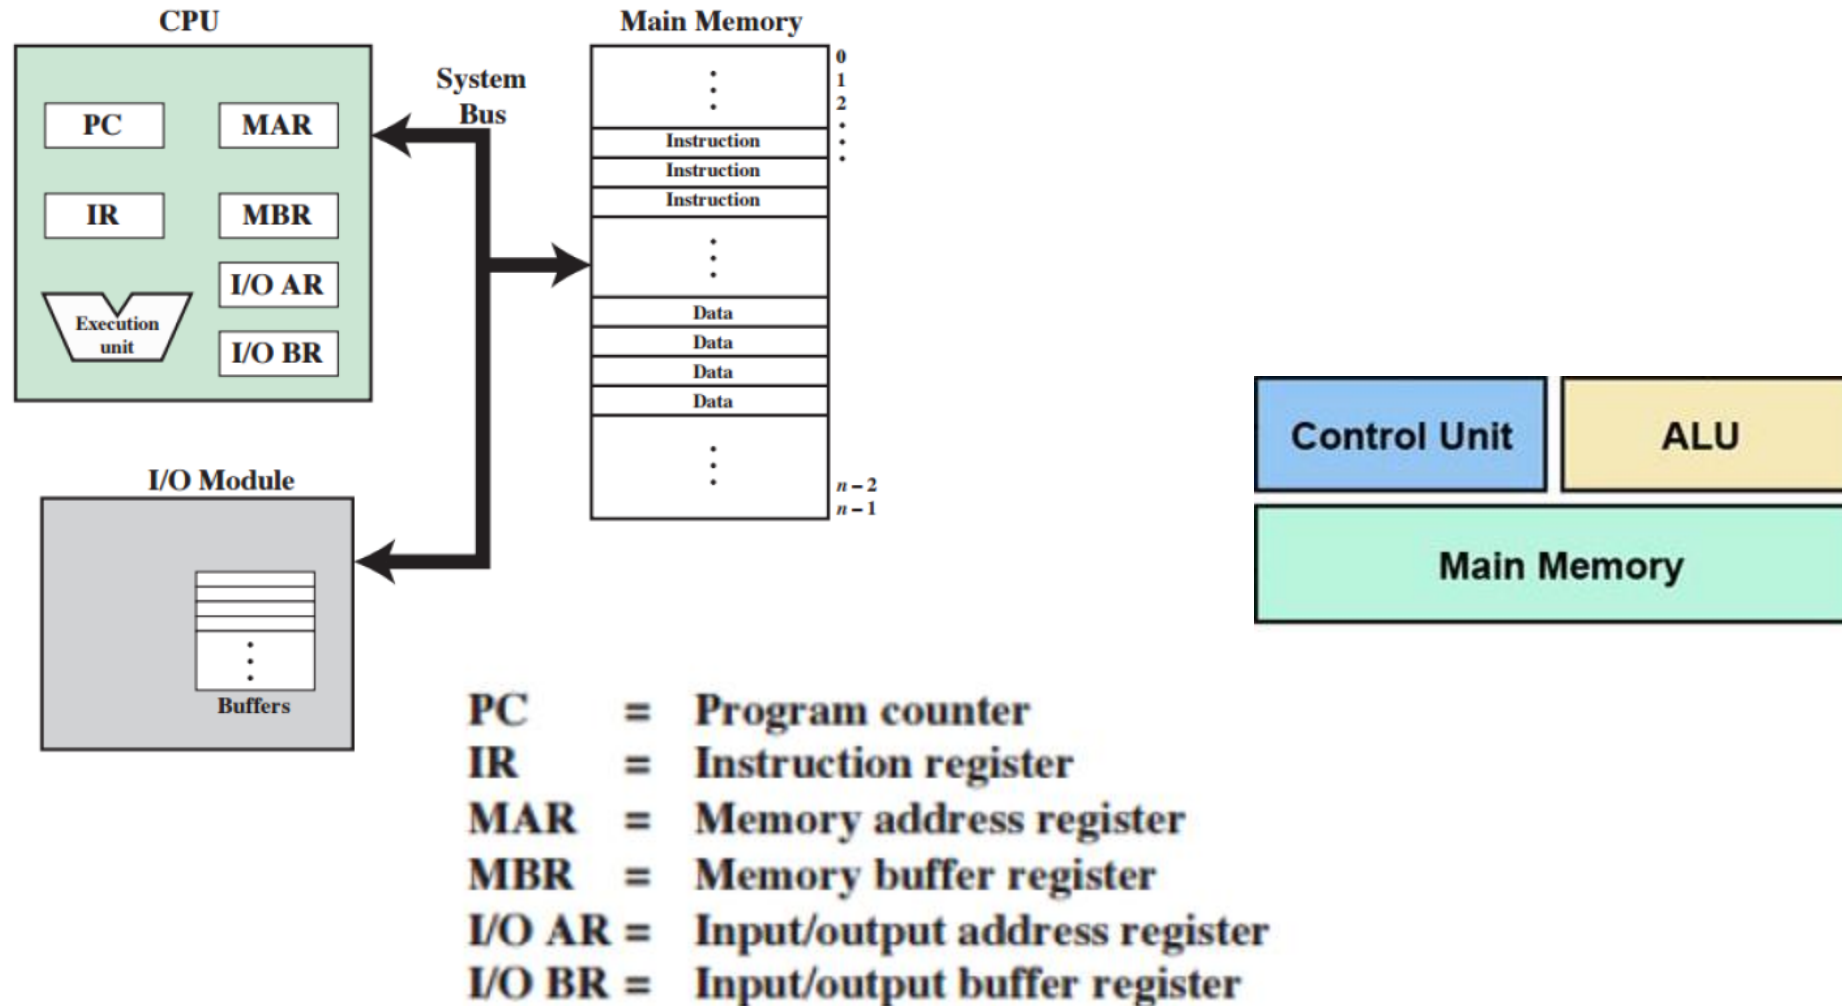 CPU
PC
MAR
IR
MBR
I/O AR
Execution
unit
I/O BR
System
Bus
Main Memory
0
1
2
Instruction
Instruction
Instruction
Data
Data
Data
Data
n – 2
n – 1
I/O Module
Buffers
Control Unit
ALU
Main Memory
PC = Program counter
IR = Instruction register
MAR = Memory address register
MBR = Memory buffer register
I/O AR = Input/output address register
I/O BR = Input/output buffer register